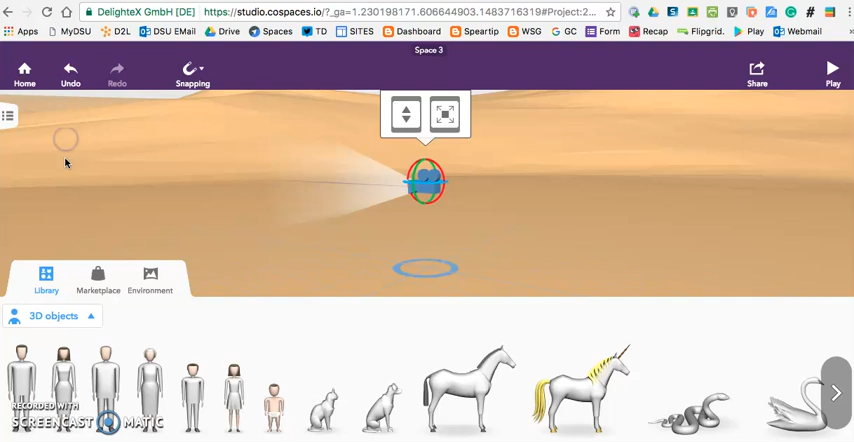 DelighteX GmbH [DE] https://studio.cospaces.io/?_ga=1.230198171.606644903.1483716319#Project:2...
Apps MyDSU D2L DSU EMail Drive Spaces TD SITES Dashboard Speartip WSG GC Form Recap Flipgrid. Play Webmail
Space 3
Home Undo Redo Snapping Share Play
Library Marketplace Environment
3D objects
RECORDED WITH
SCREENCAST MATIC